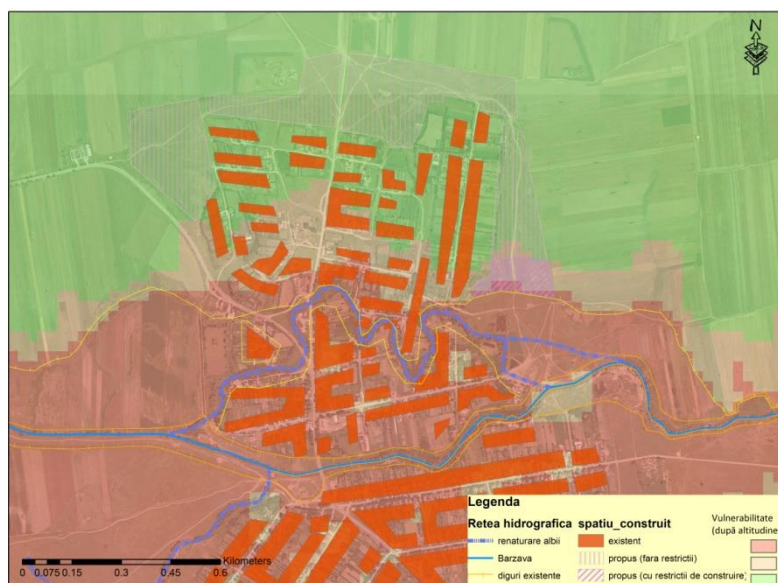 N
Legenda
Retea hidrografica
renaturare albii
Barzava
diguri existente
spatiu_construit
existent
propus (fara restrictii)
propus (cu restrictii de construire)
Vulnerabilitate
(după altitudine
Kilometers
0 0.075 0.15 0.3 0.45 0.6